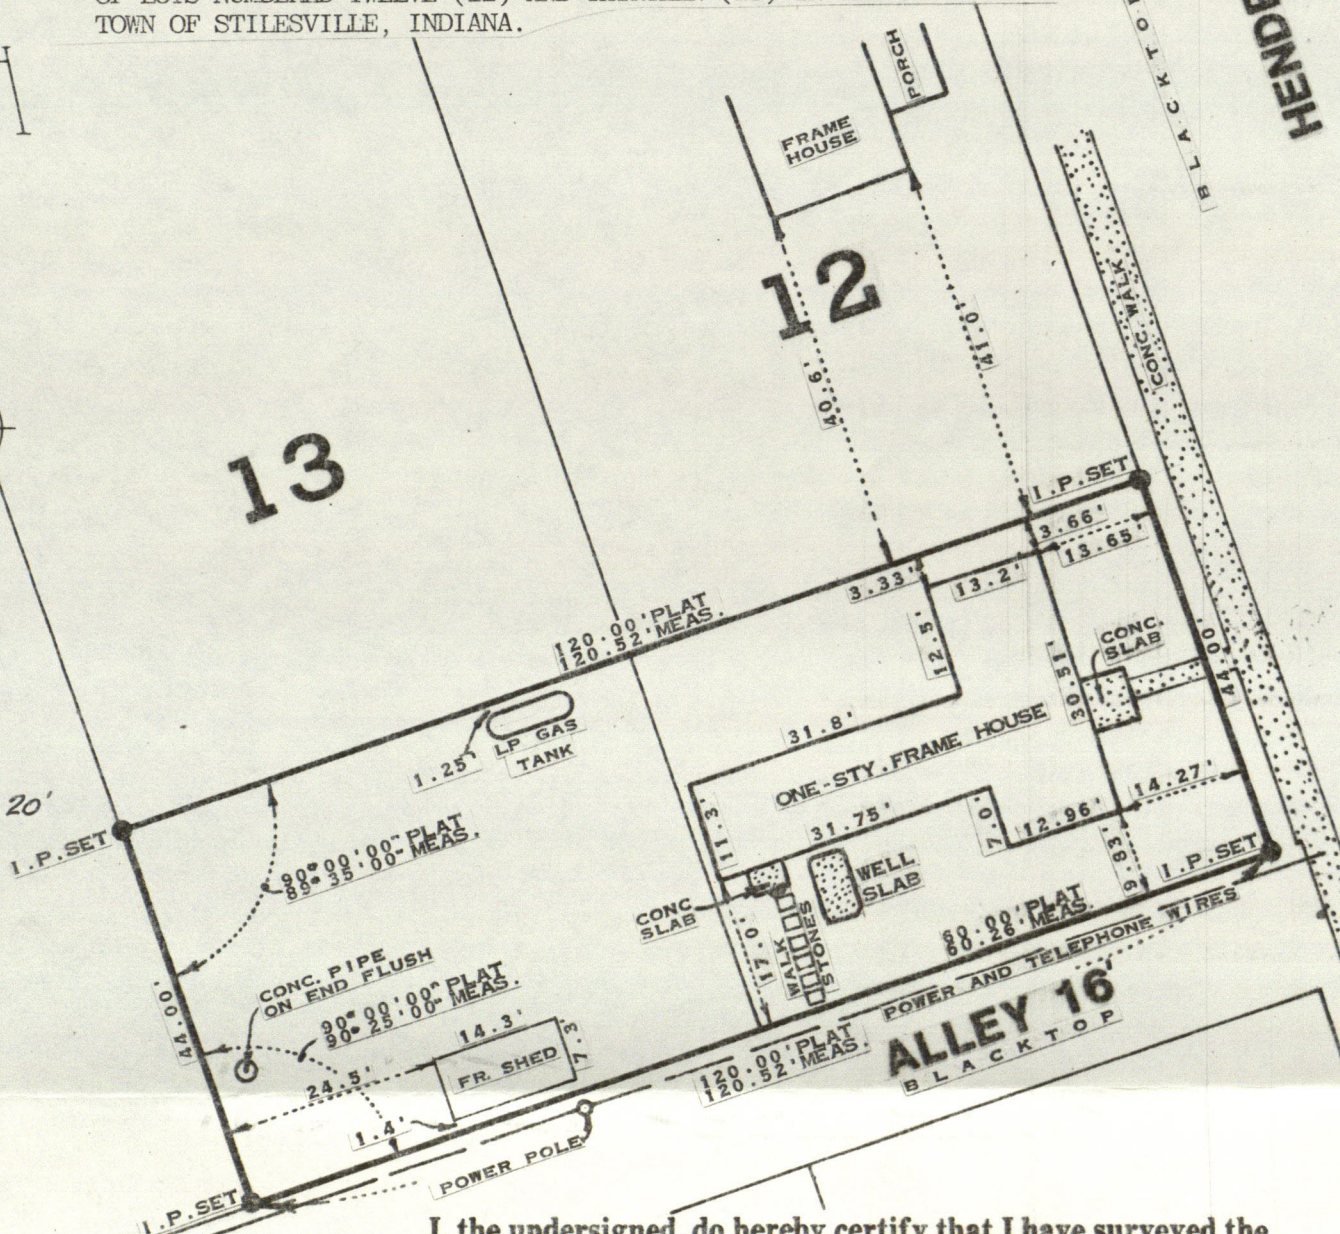 TOWN OF STILESVILLE, INDIANA.
PORCH
FRAME
HOUSE
BLACKTO
HENDE
12
CONC. WALK
41.0'
40.6'
13
I.P.SET
3.66'
13.65'
3.33'
13.2'
120.00'PLAT
120.52'MEAS.
12.5'
CONC.
SLAB
44.00'
30.51'
31.8'
LP GAS
TANK
1.25'
ONE-STY.FRAME HOUSE
14.27'
20'
I.P.SET
11.3'
31.75'
7.0'
12.96'
9.83'
I.P.SET
90°00'00" PLAT
89°35'00" MEAS.
WELL
SLAB
CONC
SLAB
17.0'
WALK
STONES
60.00'PLAT
60.26 MEAS.
POWER AND TELEPHONE WIRES
CONC. PIPE
ON END FLUSH
44.00'
90°00'00" PLAT
90°25'00" MEAS.
ALLEY 16'
BLACKTOP
14.3'
7.3'
FR. SHED
24.5'
120.00'PLAT
120.52'MEAS.
1.4'
POWER POLE
I.P.SET
I, the undersigned, do hereby certify that I have surveyed the